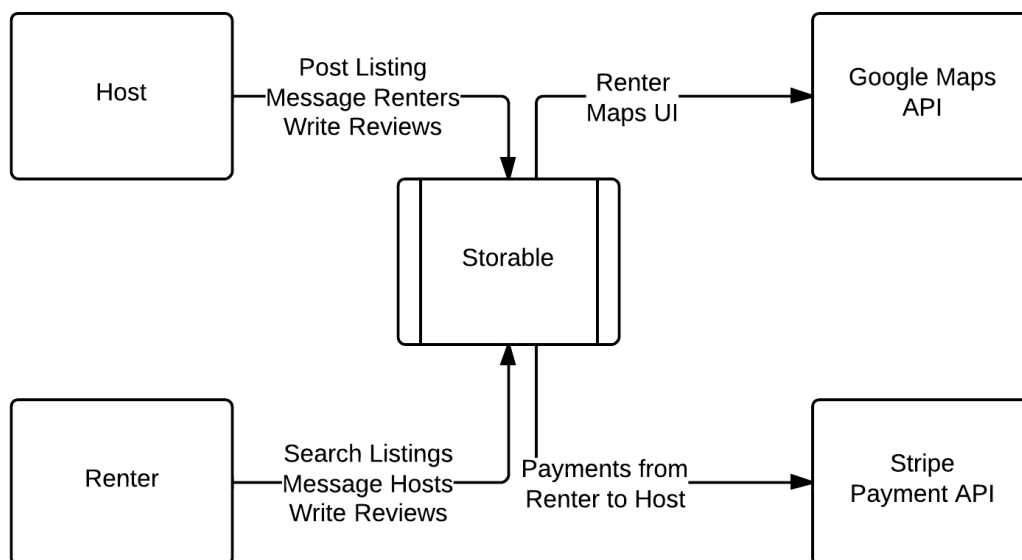 Host
Post Listing
Message Renters
Write Reviews
Renter
Maps UI
Google Maps
API
Storable
Renter
Search Listings
Message Hosts
Write Reviews
Payments from
Renter to Host
Stripe
Payment API